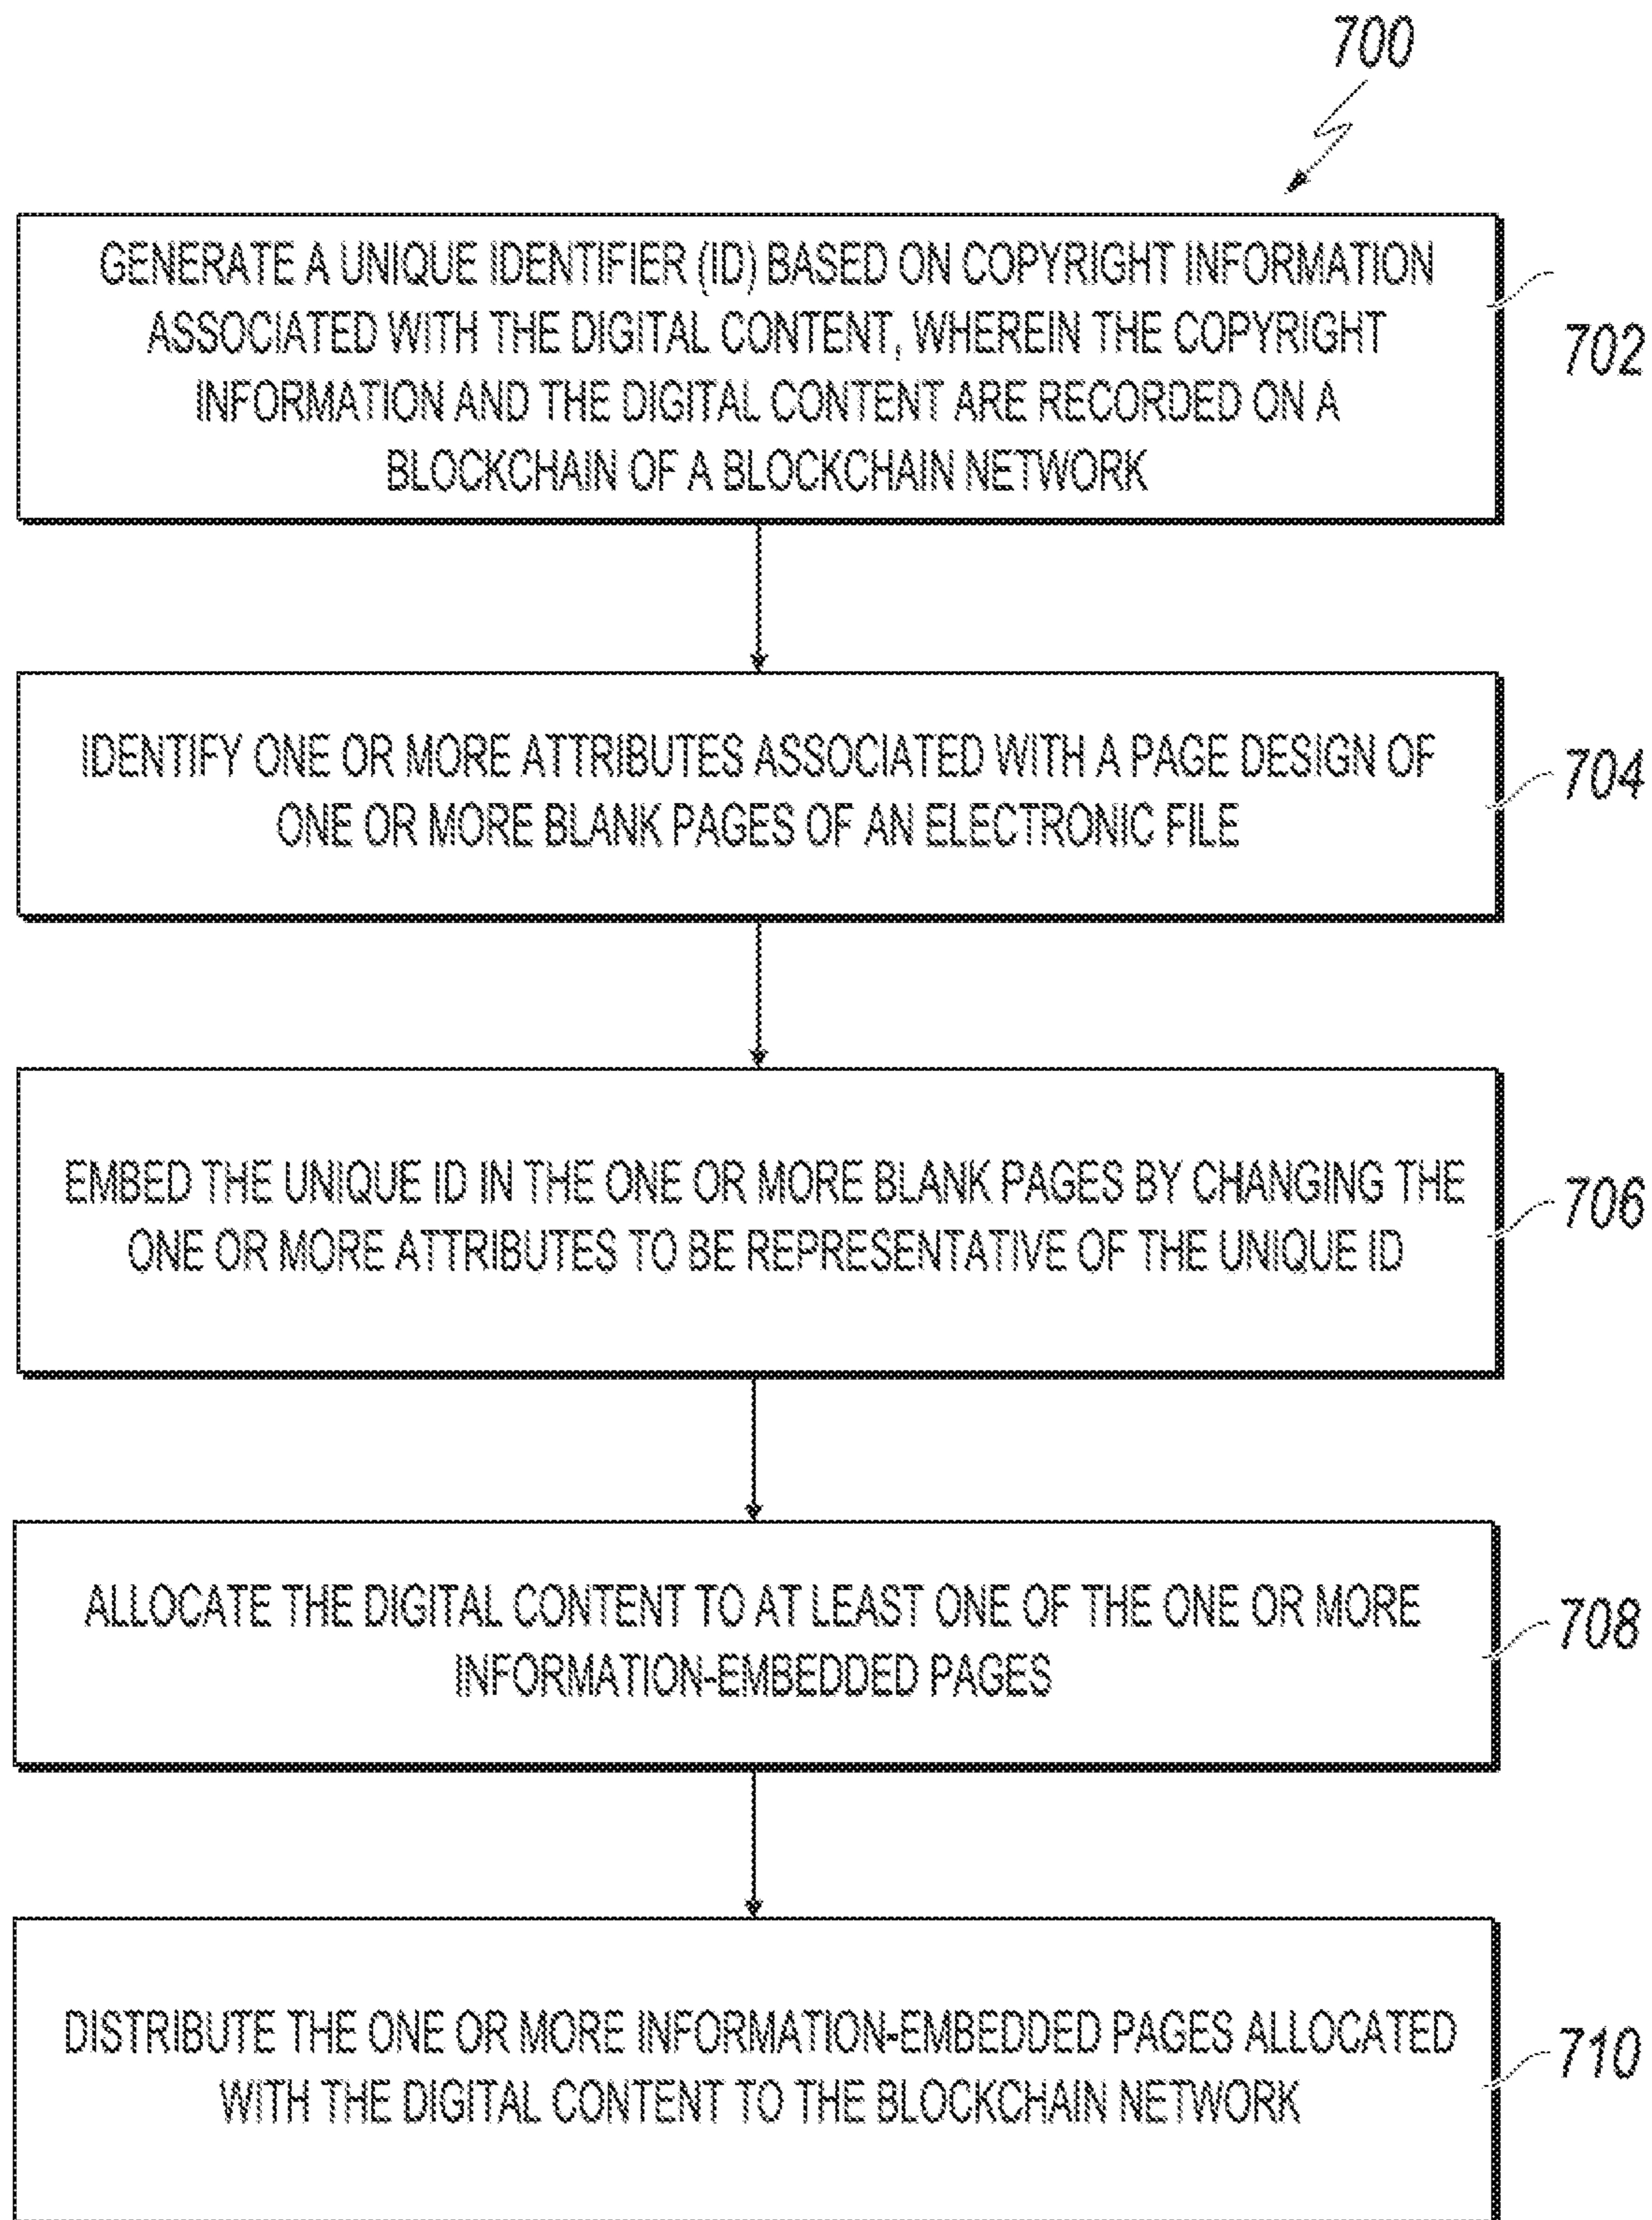 700
GENERATE A UNIQUE IDENTIFIER (ID) BASED ON COPYRIGHT INFORMATION
ASSOCIATED WITH THE DIGITAL CONTENT, WHEREIN THE COPYRIGHT
INFORMATION AND THE DIGITAL CONTENT ARE RECORDED ON A
BLOCKCHAIN OF A BLOCKCHAIN NETWORK
702
IDENTIFY ONE OR MORE ATTRIBUTES ASSOCIATED WITH A PAGE DESIGN OF
ONE OR MORE BLANK PAGES OF AN ELECTRONIC FILE
704
EMBED THE UNIQUE ID IN THE ONE OR MORE BLANK PAGES BY CHANGING THE
ONE OR MORE ATTRIBUTES TO BE REPRESENTATIVE OF THE UNIQUE ID
706
ALLOCATE THE DIGITAL CONTENT TO AT LEAST ONE OF THE ONE OR MORE
INFORMATION-EMBEDDED PAGES
708
DISTRIBUTE THE ONE OR MORE INFORMATION-EMBEDDED PAGES ALLOCATED
WITH THE DIGITAL CONTENT TO THE BLOCKCHAIN NETWORK
710